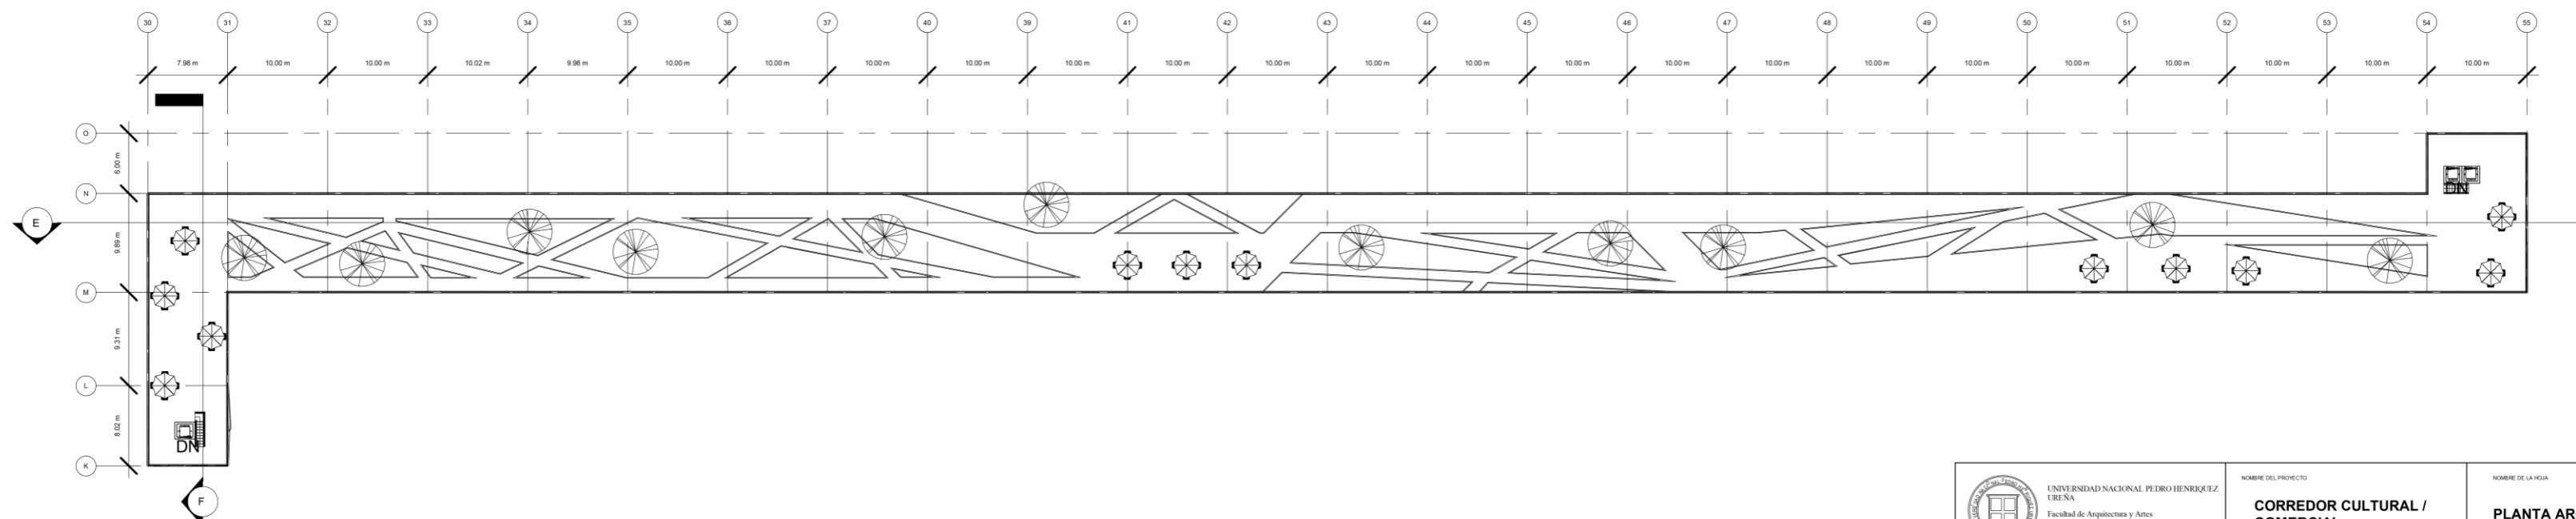 30 31 32 33 34 35 36 37 40 39 41 42 43 44 45 46 47 48 49 50 51 52 53 54 55
7.98 m 10.00 m 10.00 m 10.02 m 9.98 m 10.00 m 10.00 m 10.00 m 10.00 m 10.00 m 10.00 m 10.00 m 10.00 m 10.00 m 10.00 m 10.00 m 10.00 m 10.00 m 10.00 m 10.00 m 10.00 m 10.00 m 10.00 m 10.00 m
O
6.00 m
N
DN
E
9.89 m
M
9.31 m
L
8.02 m
DN
K
F
UNIVERSIDAD NACIONAL PEDRO HENRIQUEZ
UREÑA
Facultad de Arquitectura y Artes
NOMBRE DEL PROYECTO
CORREDOR CULTURAL /
NOMBRE DE LA HOJA
PLANTA AR